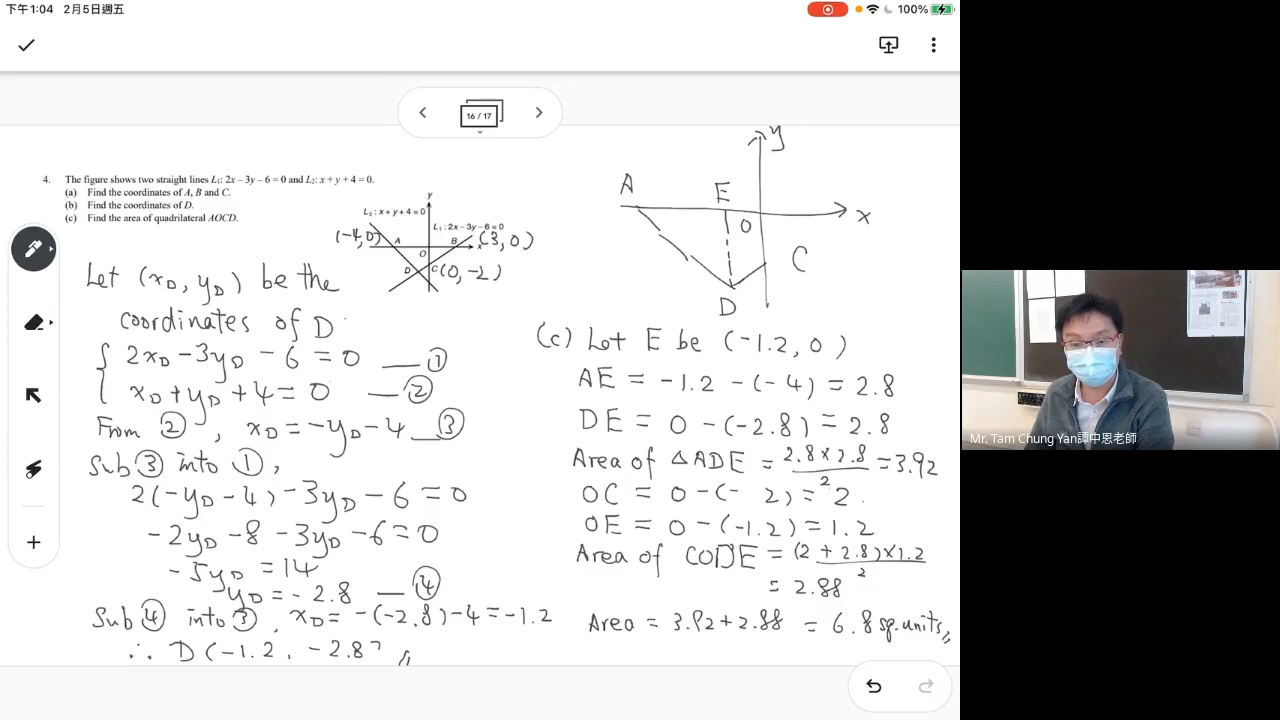 下午1:04 2月5日週五
100%
16 / 17
4. The figure shows two straight lines L₁: 2x – 3y – 6 = 0 and L₂: x + y + 4 = 0.
(a) Find the coordinates of A, B and C.
(b) Find the coordinates of D.
(c) Find the area of quadrilateral AOCD.
y
L₂ : x + y + 4 = 0
L₁ : 2x – 3y – 6 = 0
(-4,0) A B x (3, 0)
O
D C (0, -2)
Let (x_D, y_D) be the
coordinates of D
2x_D - 3y_D - 6 = 0 — ①
x_D + y_D + 4 = 0 — ②
From ②, x_D = -y_D - 4 — ③
Sub ③ into ①,
2(-y_D - 4) - 3y_D - 6 = 0
-2y_D - 8 - 3y_D - 6 = 0
-5y_D = 14
y_D = -2.8 — ④
Sub ④ into ③, x_D = -(-2.8) - 4 = -1.2
∴ D(-1.2, -2.8)
y
A E
O x
C
D
(c) Let E be (-1.2, 0)
AE = -1.2 - (-4) = 2.8
DE = 0 - (-2.8) = 2.8
Area of △ADE = 2.8 × 2.8 / 2 = 3.92
OC = 0 - (- 2) = 2
OE = 0 - (-1.2) = 1.2
Area of CODE = (2 + 2.8) × 1.2 / 2
= 2.88
Area = 3.92 + 2.88 = 6.8 sq. units
Mr. Tam Chung Yan譚中恩老師